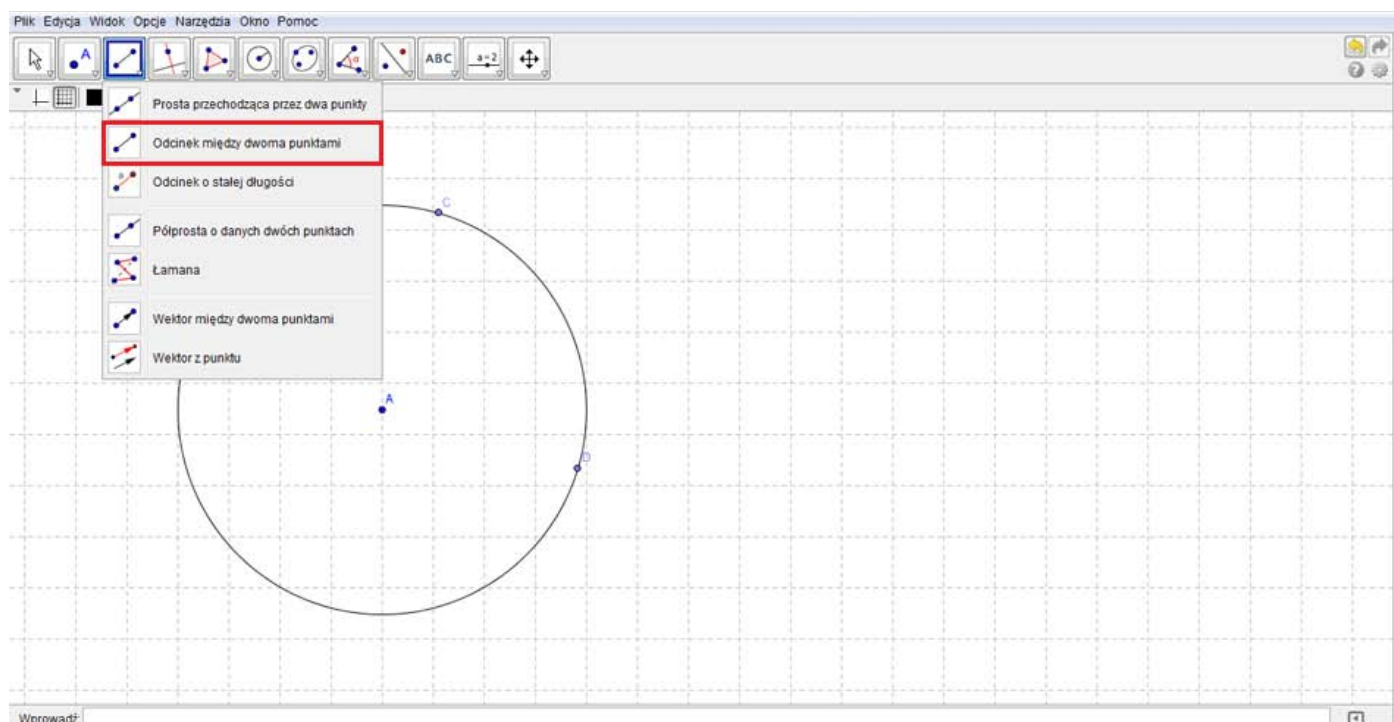 Plik Edycja Widok Opcje Narzędzia Okno Pomoc
A
α
ABC
a=2
Prosta przechodząca przez dwa punkty
Odcinek między dwoma punktami
a
Odcinek o stałej długości
Półprosta o danych dwóch punktach
Łamana
Wektor między dwoma punktami
Wektor z punktu
C
A
Wprowadź: